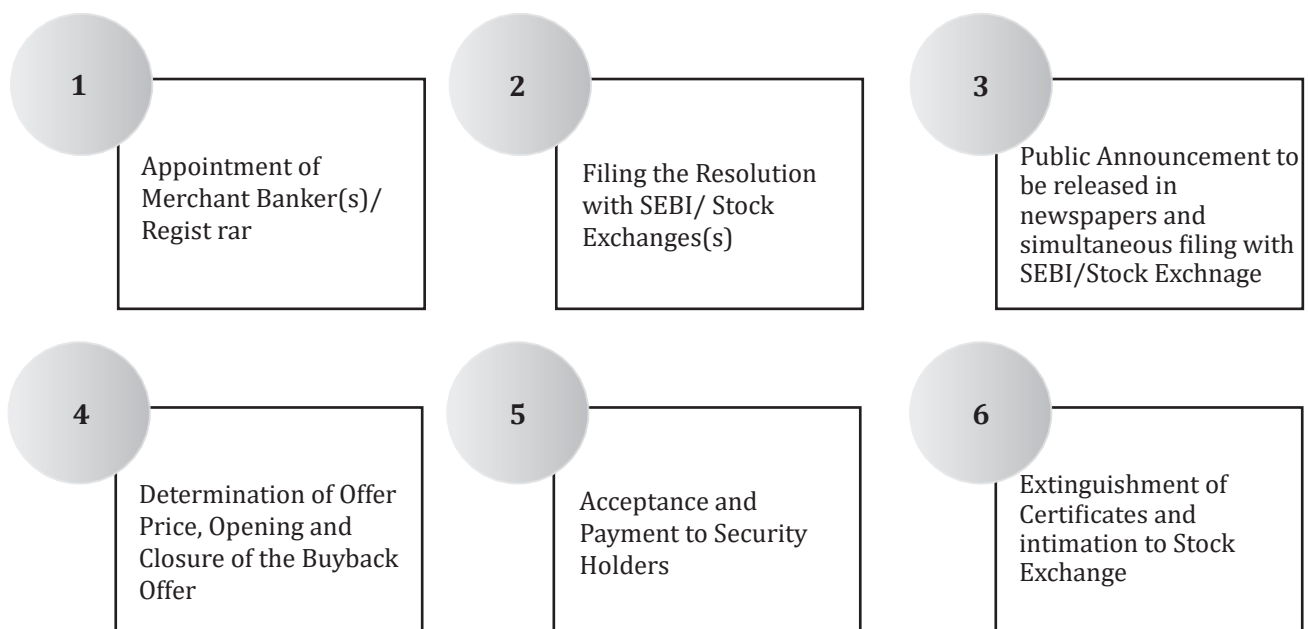 1
Appointment of
Merchant Banker(s)/
Regist rar
2
Filing the Resolution
with SEBI/ Stock
Exchanges(s)
3
Public Announcement to
be released in
newspapers and
simultaneous filing with
SEBI/Stock Exchnage
4
Determination of Offer
Price, Opening and
Closure of the Buyback
Offer
5
Acceptance and
Payment to Security
Holders
6
Extinguishment of
Certificates and
intimation to Stock
Exchange